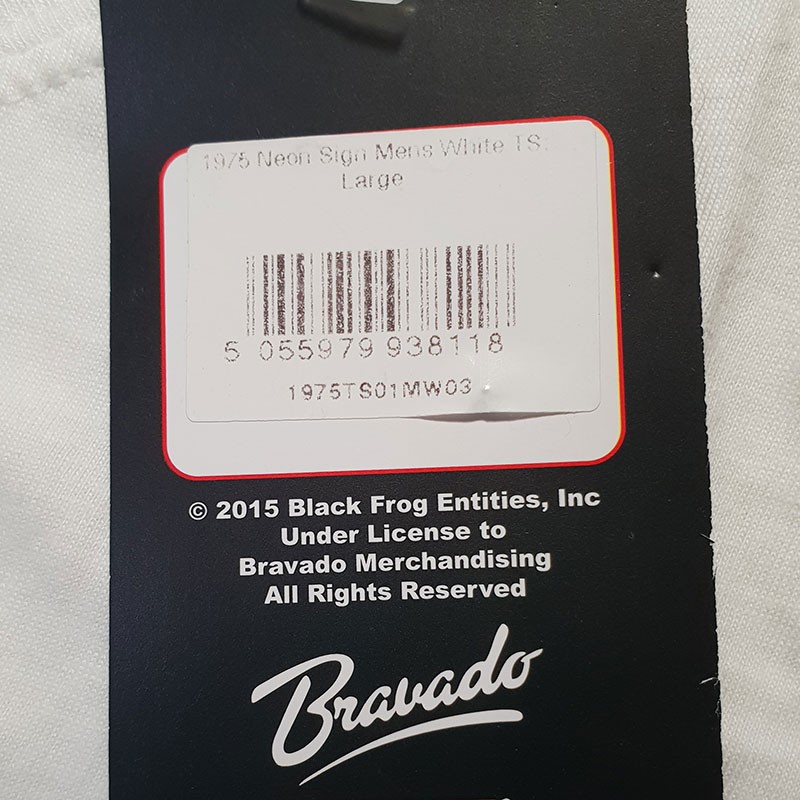 1975 Neon Sign Mens White TS:
Large
5 055979 938118
1975TS01MW03
© 2015 Black Frog Entities, Inc
Under License to
Bravado Merchandising
All Rights Reserved
Bravado